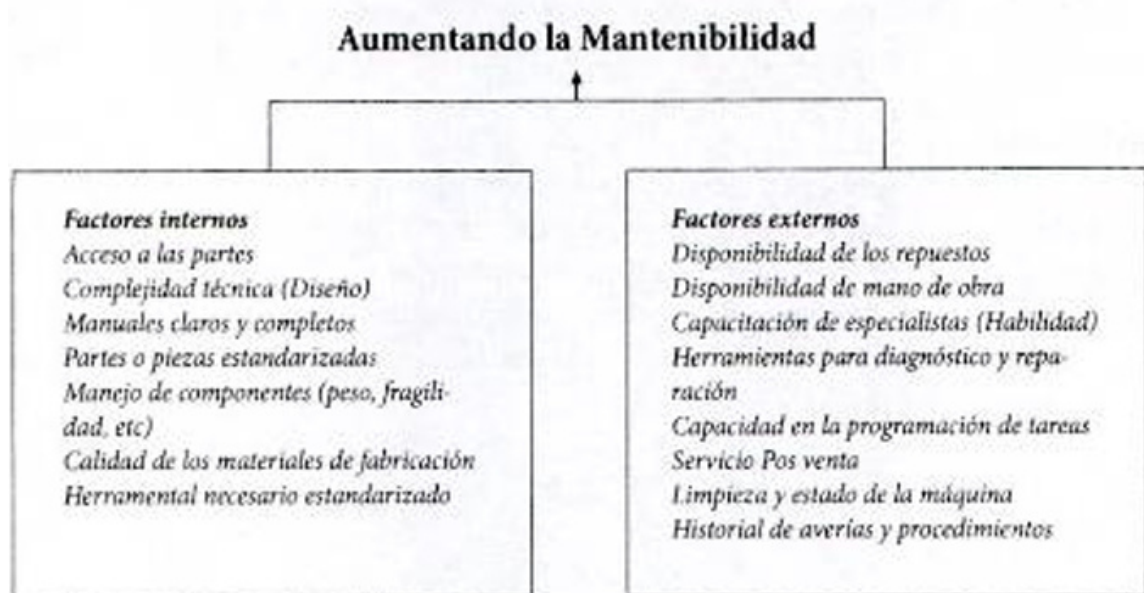 Aumentando la Mantenibilidad
Factores internos
Acceso a las partes
Complejidad técnica (Diseño)
Manuales claros y completos
Partes o piezas estandarizadas
Manejo de componentes (peso, fragili-
dad, etc)
Calidad de los materiales de fabricación
Herramental necesario estandarizado
Factores externos
Disponibilidad de los repuestos
Disponibilidad de mano de obra
Capacitación de especialistas (Habilidad)
Herramientas para diagnóstico y repa-
ración
Capacidad en la programación de tareas
Servicio Pos venta
Limpieza y estado de la máquina
Historial de averías y procedimientos